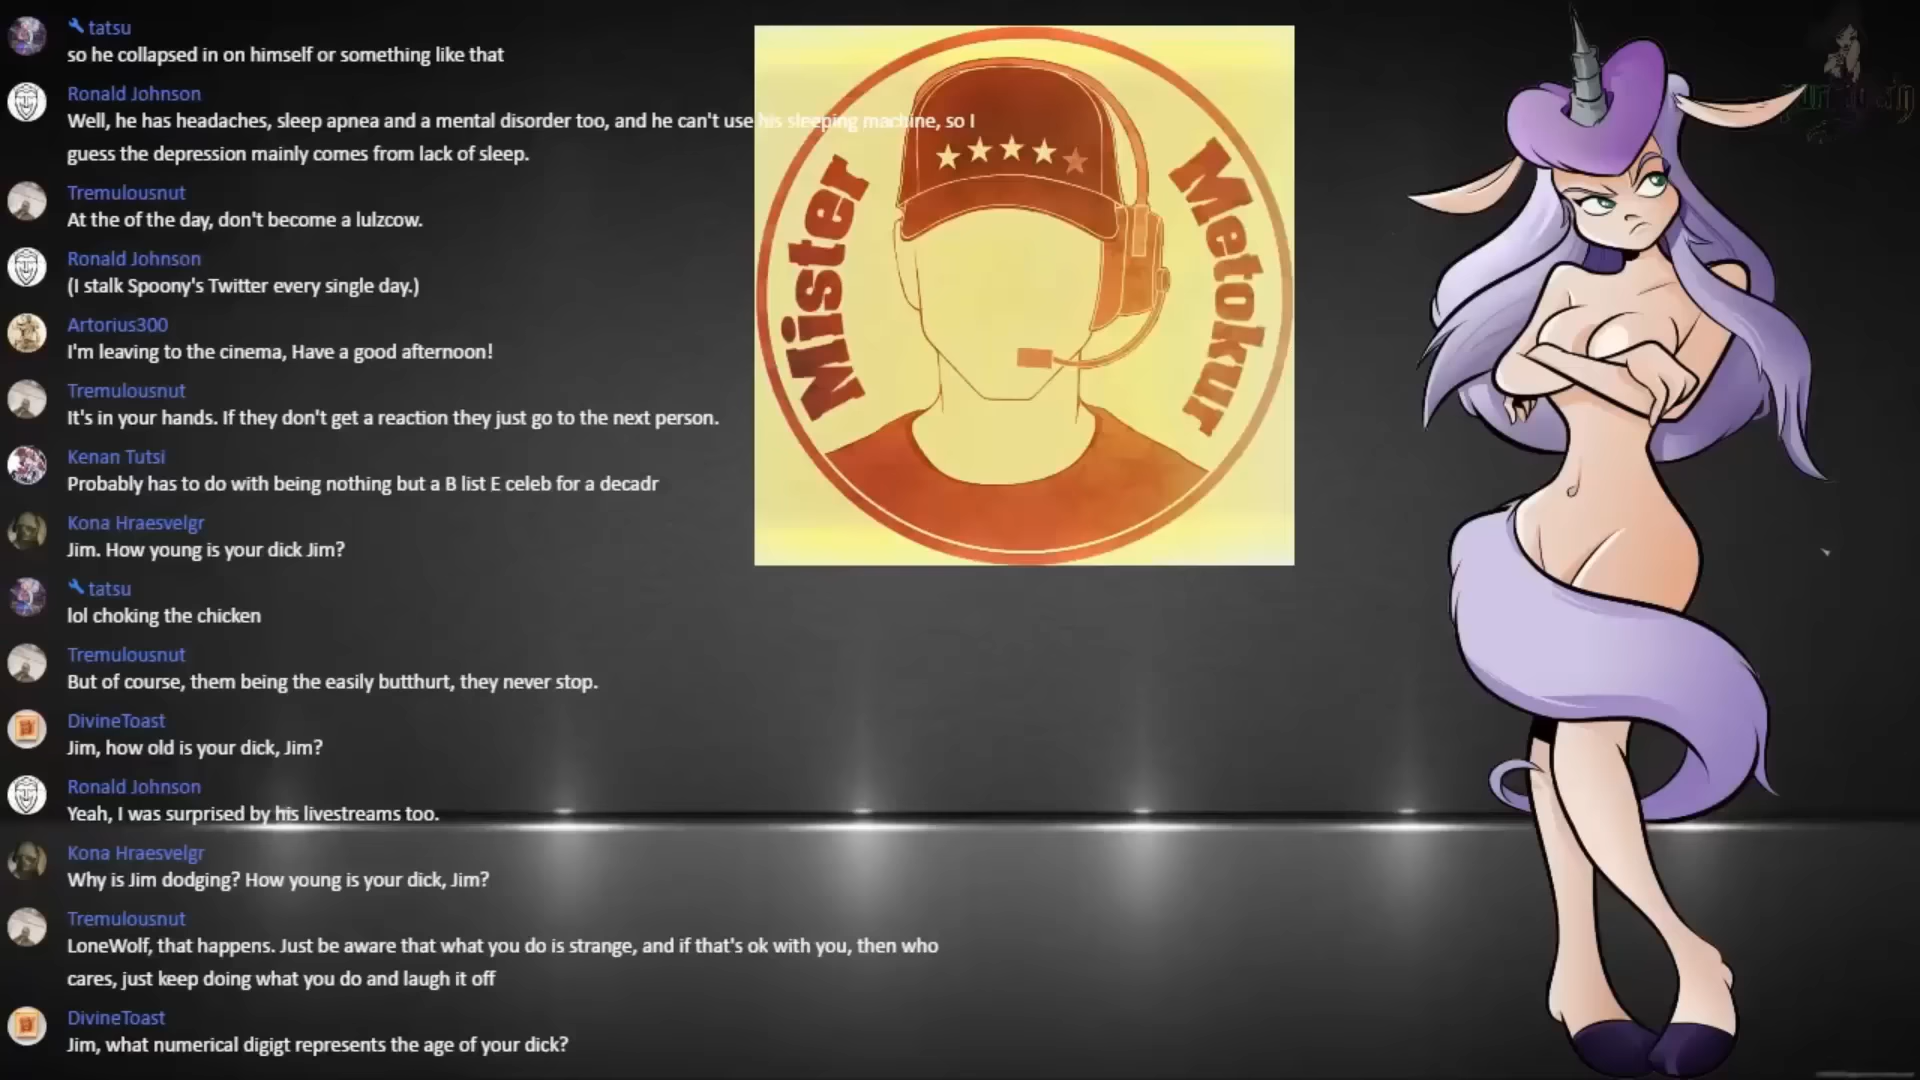 tatsu
so he collapsed in on himself or something like that
Ronald Johnson
Well, he has headaches, sleep apnea and a mental disorder too, and he can't use his sleeping machine, so I
guess the depression mainly comes from lack of sleep.
Tremulousnut
At the of the day, don't become a lulzcow.
Ronald Johnson
(I stalk Spoony's Twitter every single day.)
Artorius300
I'm leaving to the cinema, Have a good afternoon!
Tremulousnut
It's in your hands. If they don't get a reaction they just go to the next person.
Kenan Tutsi
Probably has to do with being nothing but a B list E celeb for a decadr
Kona Hraesvelgr
Jim. How young is your dick Jim?
tatsu
lol choking the chicken
Tremulousnut
But of course, them being the easily butthurt, they never stop.
DivineToast
Jim, how old is your dick, Jim?
Ronald Johnson
Yeah, I was surprised by his livestreams too.
Kona Hraesvelgr
Why is Jim dodging? How young is your dick, Jim?
Tremulousnut
LoneWolf, that happens. Just be aware that what you do is strange, and if that's ok with you, then who
cares, just keep doing what you do and laugh it off
DivineToast
Jim, what numerical digigt represents the age of your dick?
Mister
Metokur